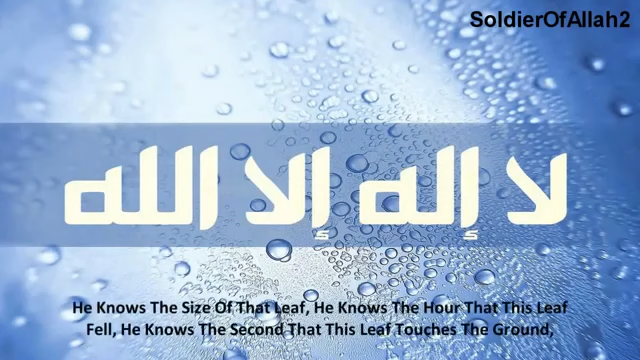 SoldierOfAllah2
لا إله إلا الله
He Knows The Size Of That Leaf, He Knows The Hour That This Leaf
Fell, He Knows The Second That This Leaf Touches The Ground,